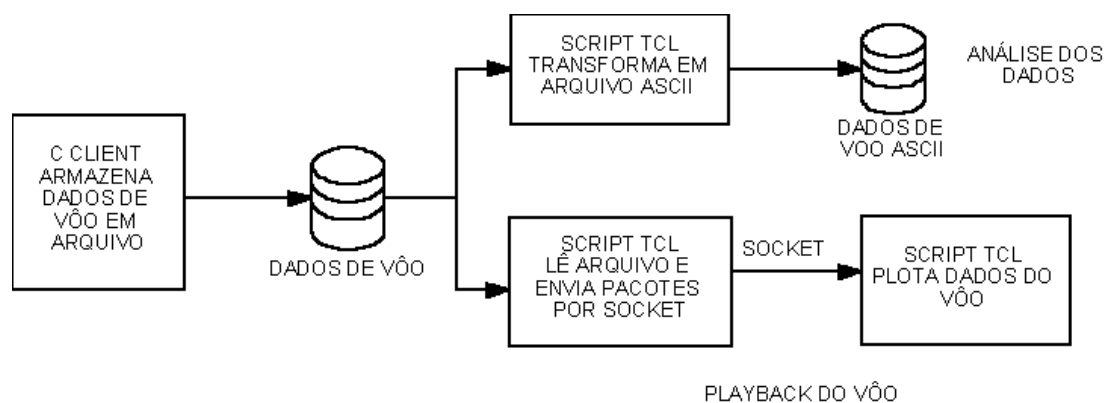 C CLIENT
ARMAZENA
DADOS DE
VÔO EM
ARQUIVO
DADOS DE VÔO
SCRIPT TCL
TRANSFORMA EM
ARQUIVO ASCII
DADOS DE
VOO ASCII
ANÁLISE DOS
DADOS
SCRIPT TCL
LÊ ARQUIVO E
ENVIA PACOTES
POR SOCKET
SOCKET
SCRIPT TCL
PLOTA DADOS DO
VÔO
PLAYBACK DO VÔO